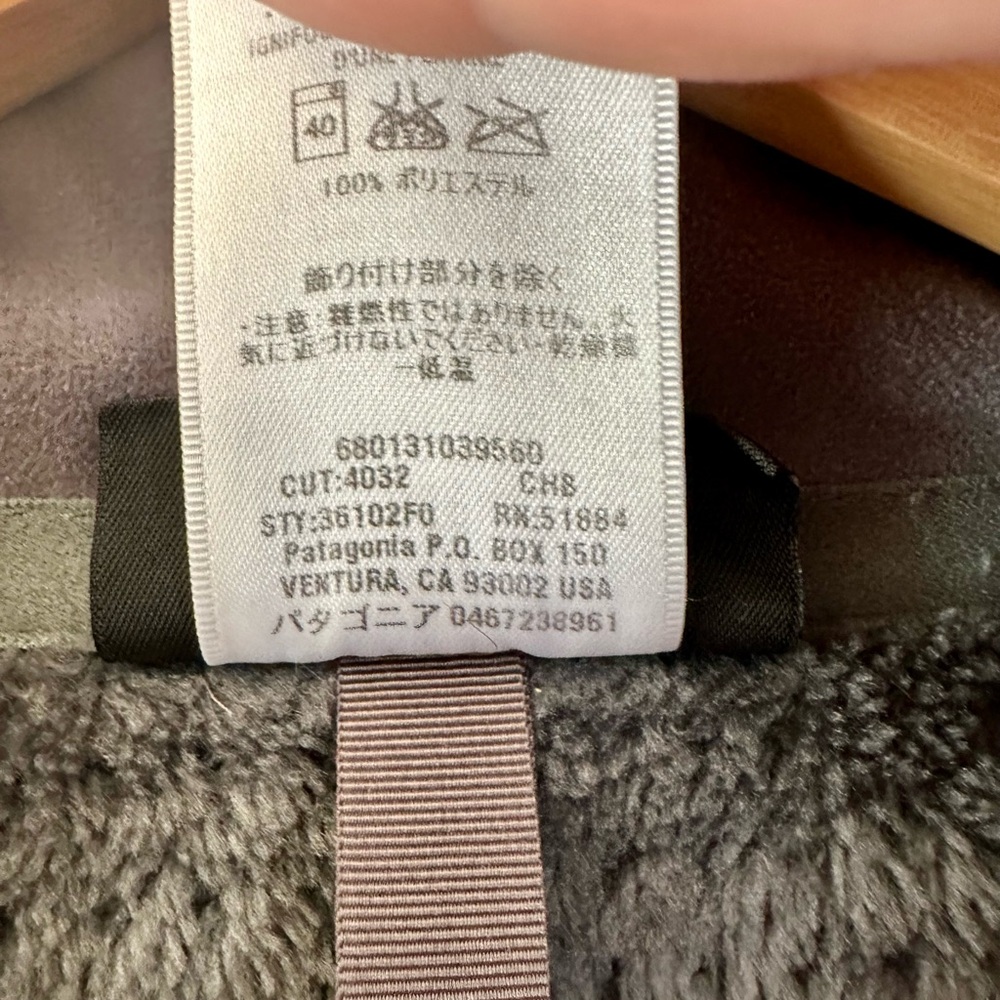 40
100% ポリエステル
飾り付け部分を除く
・注意 難燃性ではありません。火
気に近づけないでください・乾燥機
ー低温
680131039560
CUT:4032 CHS
STY:36102F0 RN:51884
Patagonia P.O. BOX 150
VENTURA, CA 93002 USA
パタゴニア 0467238961